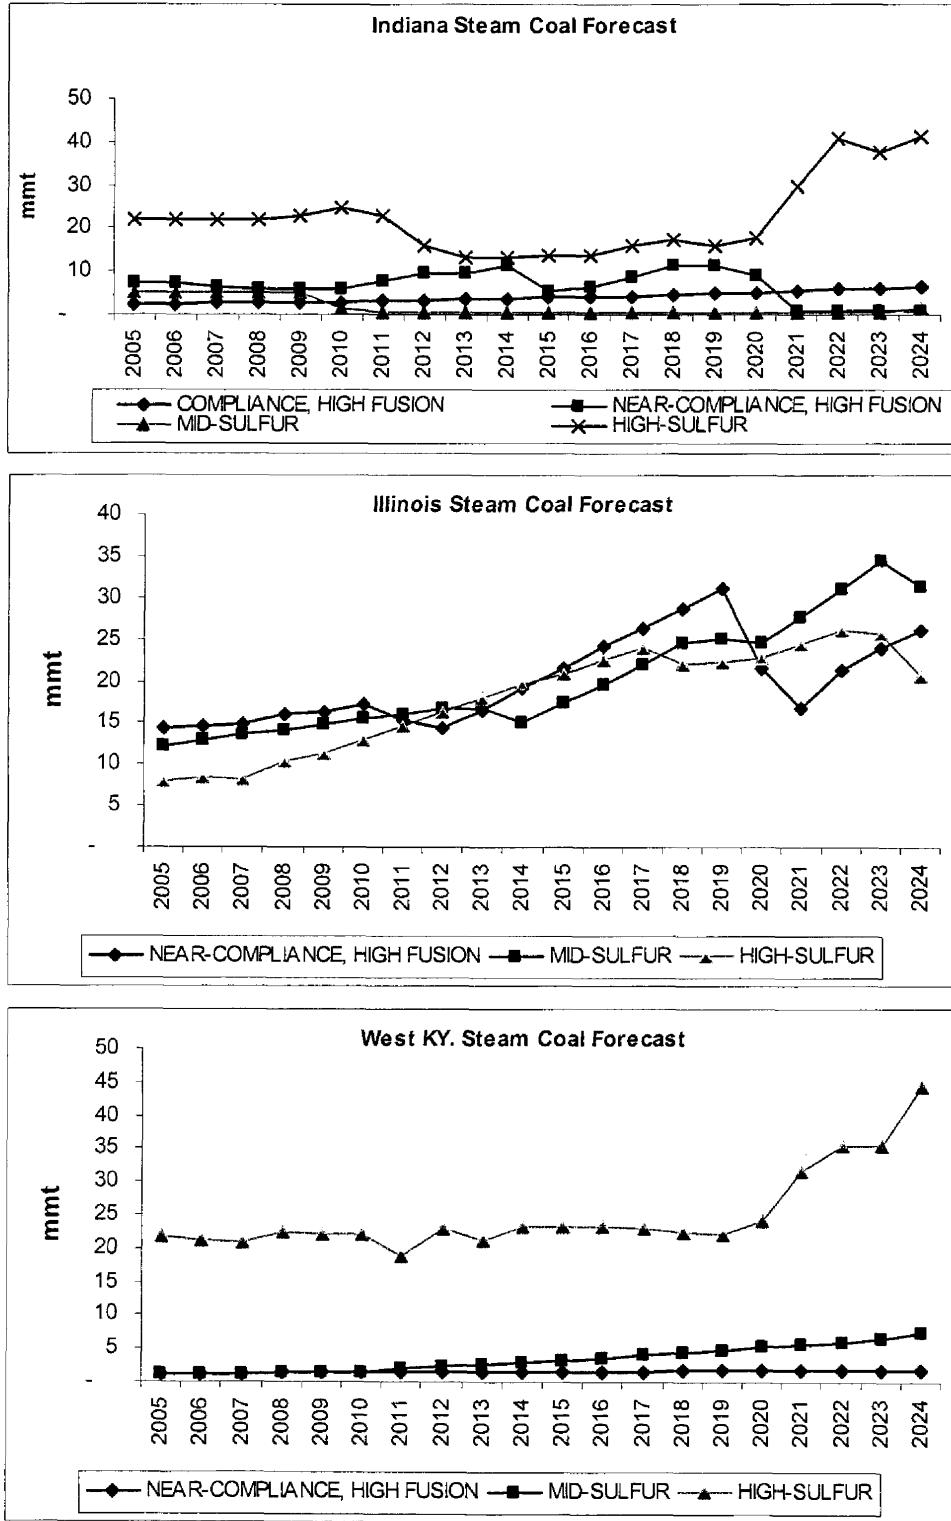 Indiana Steam Coal Forecast
50
40
30
20
10
-
mmt
2005 2006 2007 2008 2009 2010 2011 2012 2013 2014 2015 2016 2017 2018 2019 2020 2021 2022 2023 2024
COMPLIANCE, HIGH FUSION NEAR-COMPLIANCE, HIGH FUSION
MID-SULFUR HIGH-SULFUR
Illinois Steam Coal Forecast
40
35
30
25
20
15
10
5
-
mmt
2005 2006 2007 2008 2009 2010 2011 2012 2013 2014 2015 2016 2017 2018 2019 2020 2021 2022 2023 2024
NEAR-COMPLIANCE, HIGH FUSION MID-SULFUR HIGH-SULFUR
West KY. Steam Coal Forecast
50
45
40
35
30
25
20
15
10
5
-
mmt
2005 2006 2007 2008 2009 2010 2011 2012 2013 2014 2015 2016 2017 2018 2019 2020 2021 2022 2023 2024
NEAR-COMPLIANCE, HIGH FUSION MID-SULFUR HIGH-SULFUR